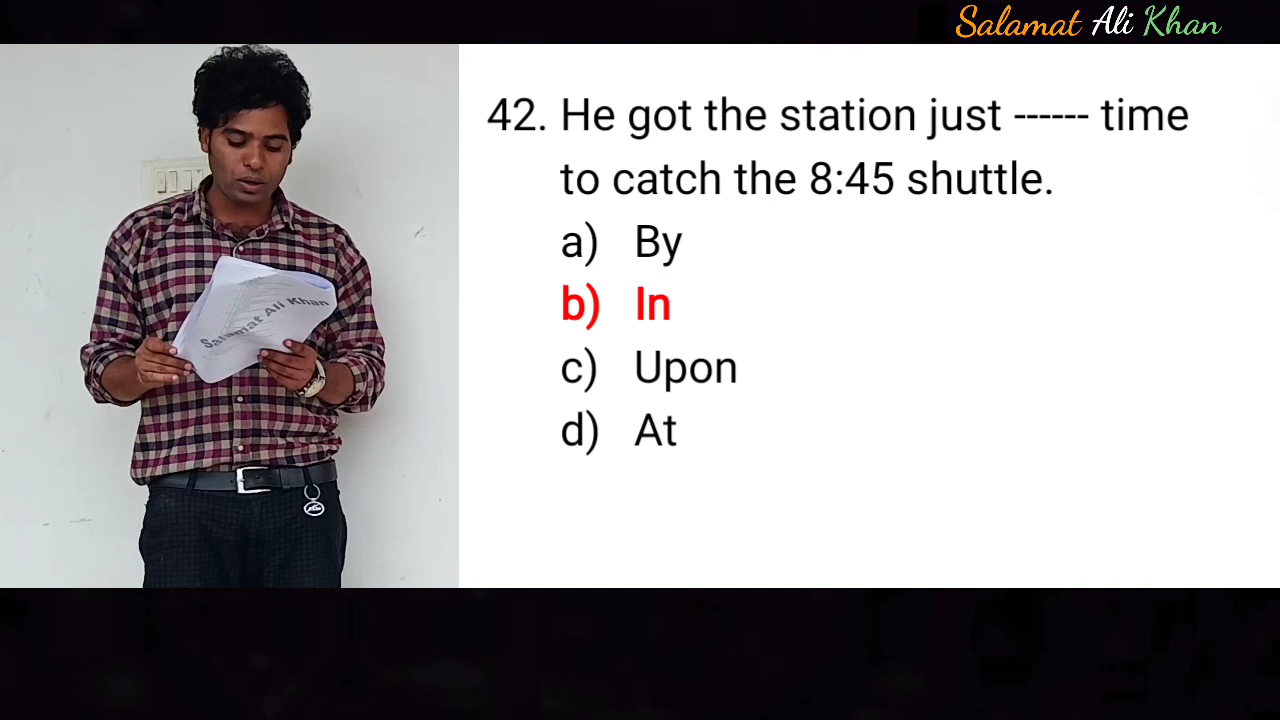 Salamat Ali Khan
42. He got the station just ------ time
to catch the 8:45 shuttle.
a) By
b) In
c) Upon
d) At
Salamat Ali Khan